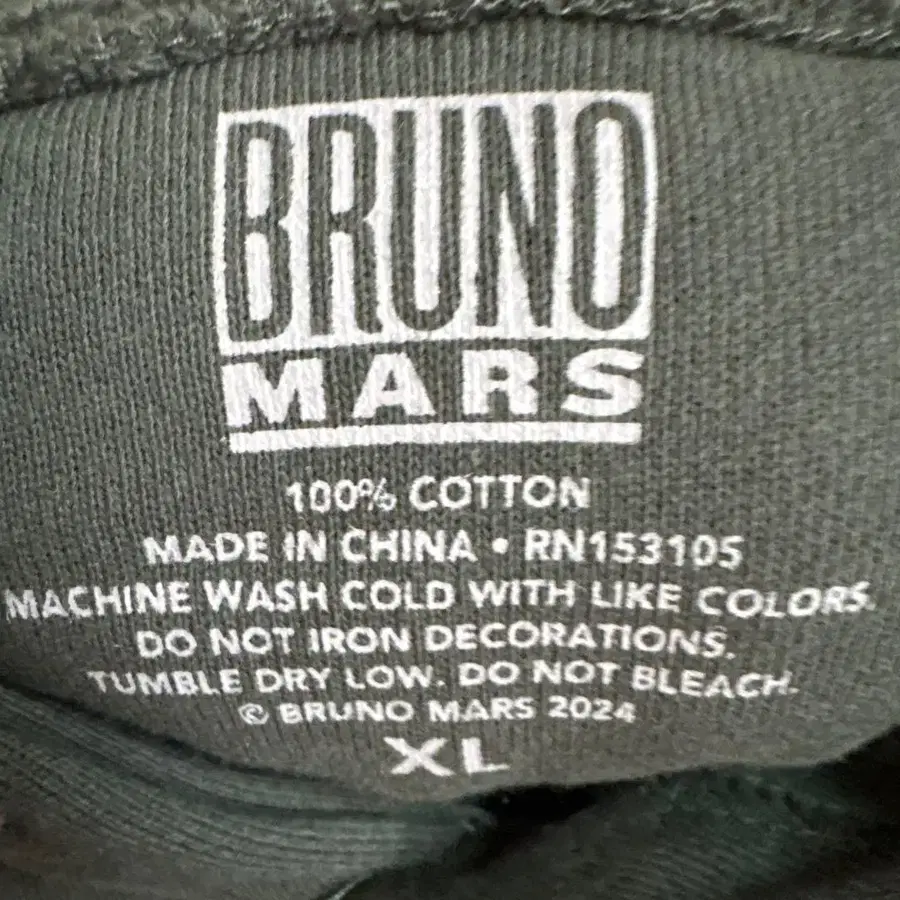 BRUNO
MARS
100% COTTON
MADE IN CHINA • RN153105
MACHINE WASH COLD WITH LIKE COLORS.
DO NOT IRON DECORATIONS.
TUMBLE DRY LOW. DO NOT BLEACH.
© BRUNO MARS 2024
XL